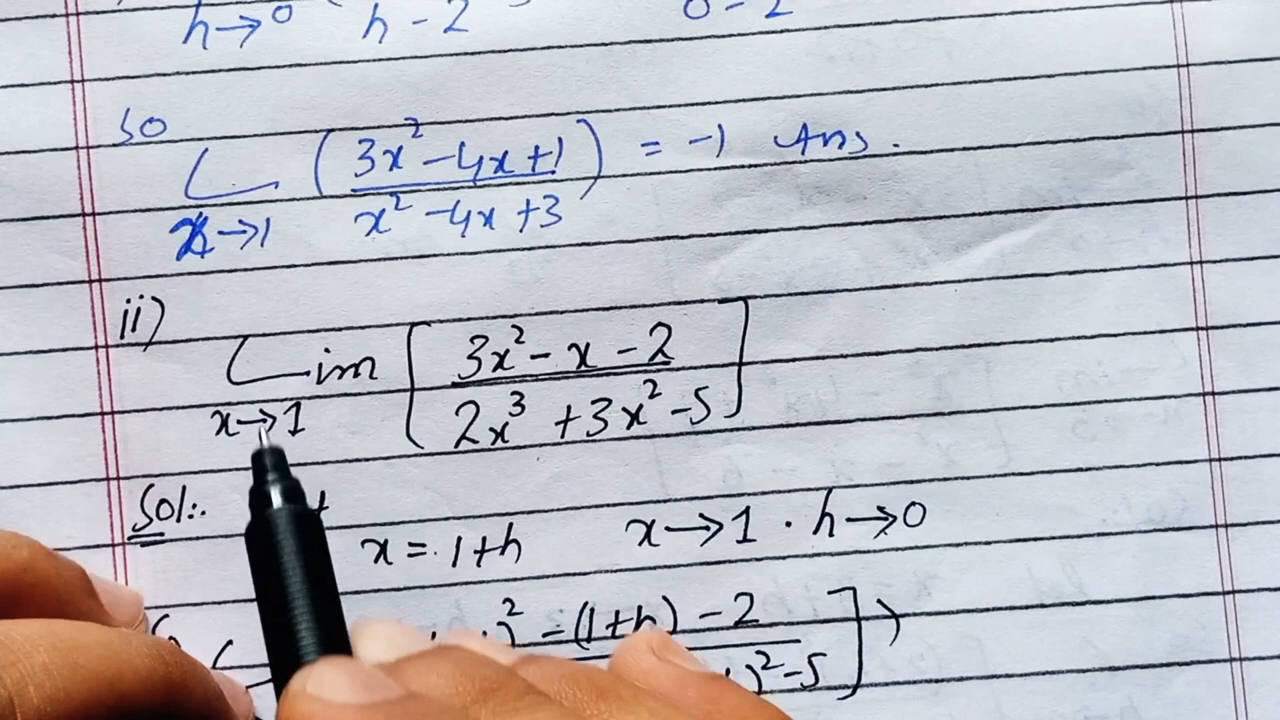 h→0 h-2 0-2
so
L (3x²-4x+1 / x²-4x+3) = -1 Ans.
x→1
ii)
Lim [3x²-x-2 / 2x³+3x²-5]
x→1
Sol:.
x = 1+h x→1 . h→0
)² -(1+h) -2 ])
)² -5